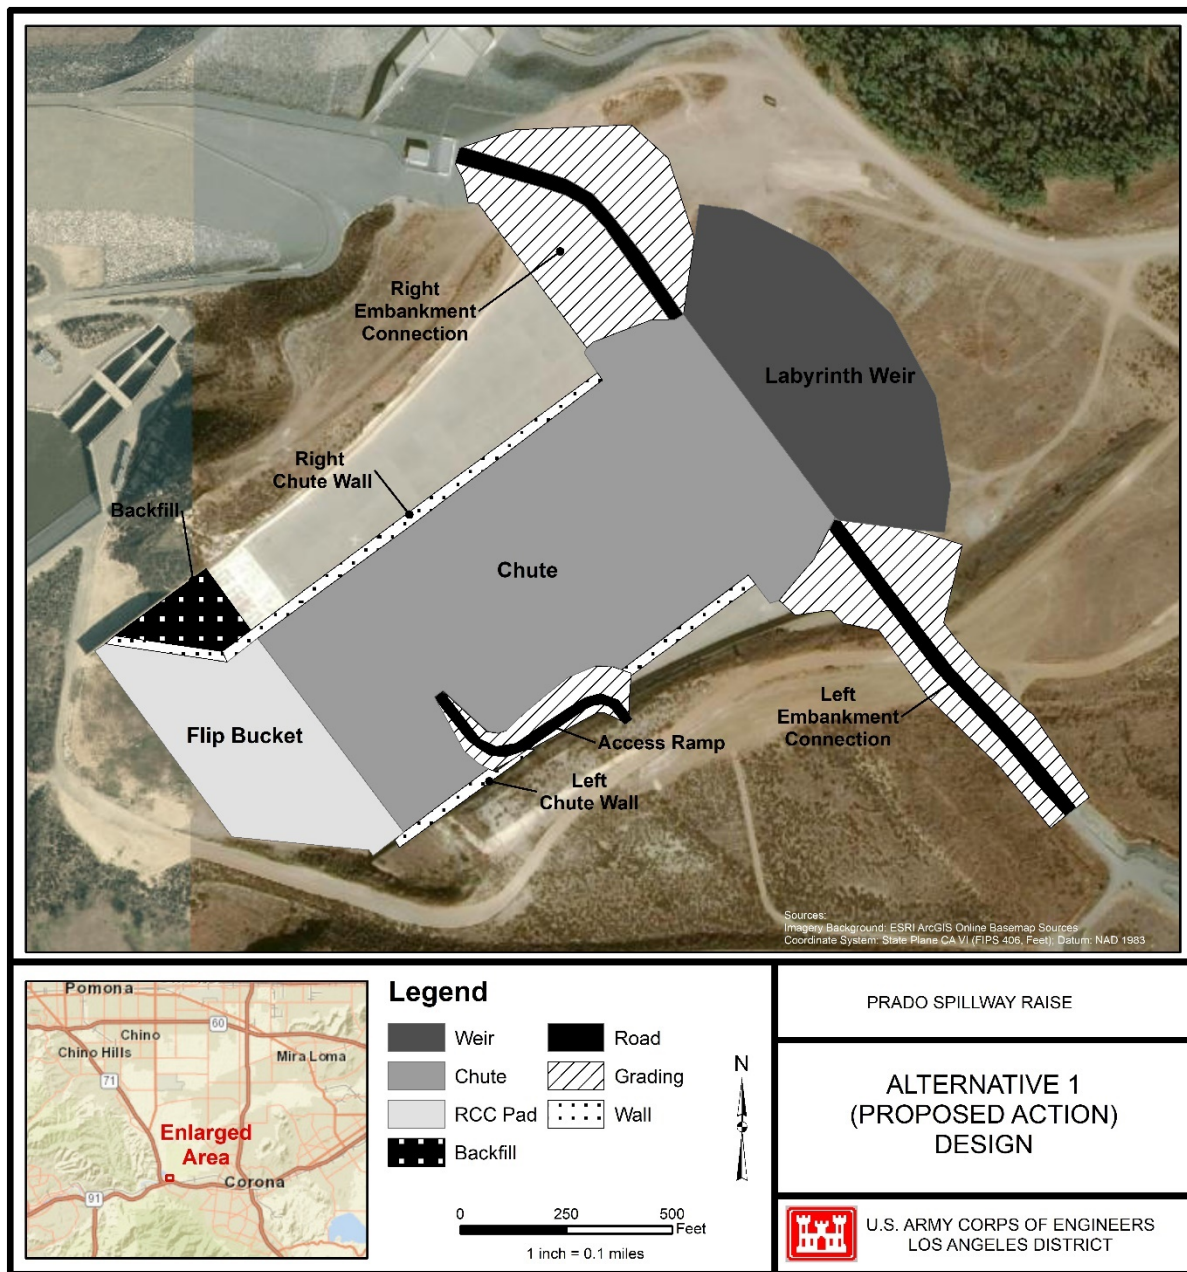 Right
Embankment
Connection
Labyrinth Weir
Right
Chute Wall
Backfill
Chute
Flip Bucket
Left
Embankment
Connection
Access Ramp
Left
Chute Wall
Sources:
Imagery Background: ESRI ArcGIS Online Basemap Sources
Coordinate System: State Plane CA VI (FIPS 406, Feet); Datum: NAD 1983
Pomona
60
Chino
Chino Hills
Mira Loma
71
Enlarged
Area
Corona
91
Legend
Weir
Road
Chute
Grading
RCC Pad
Wall
Backfill
N
0 250 500
Feet
1 inch = 0.1 miles
PRADO SPILLWAY RAISE
ALTERNATIVE 1
(PROPOSED ACTION)
DESIGN
U.S. ARMY CORPS OF ENGINEERS
LOS ANGELES DISTRICT